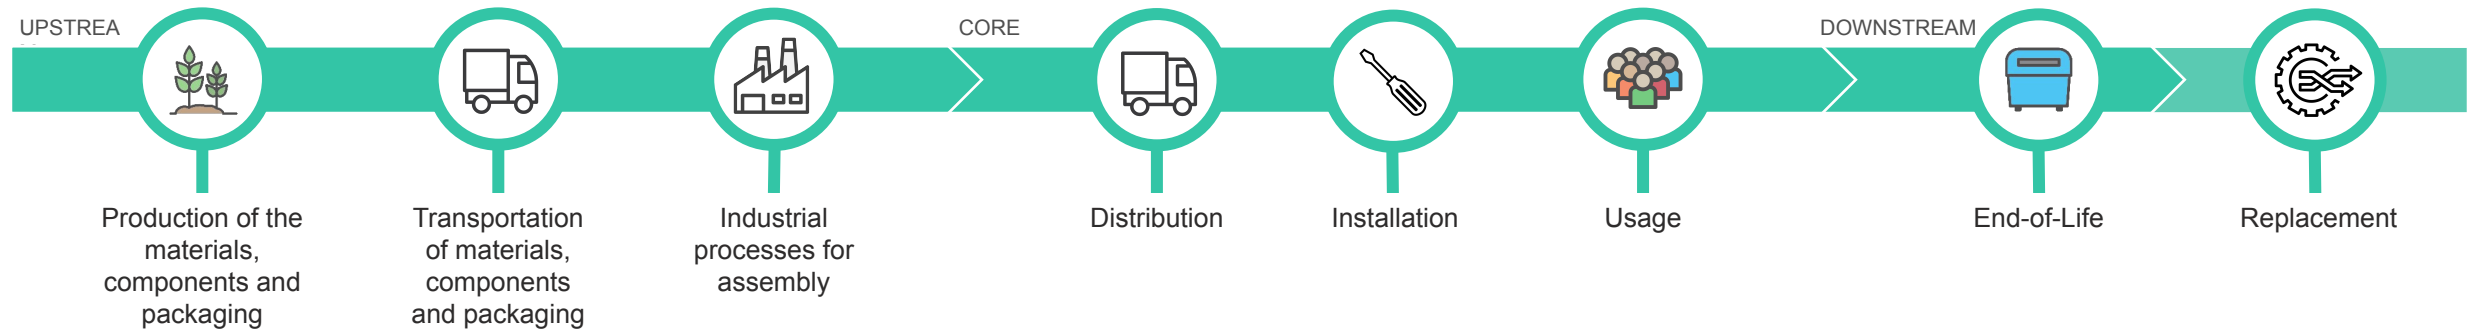 UPSTREA
CORE
DOWNSTREAM
Production of the
materials,
components and
packaging
Transportation
of materials,
components
and packaging
Industrial
processes for
assembly
Distribution
Installation
Usage
End-of-Life
Replacement